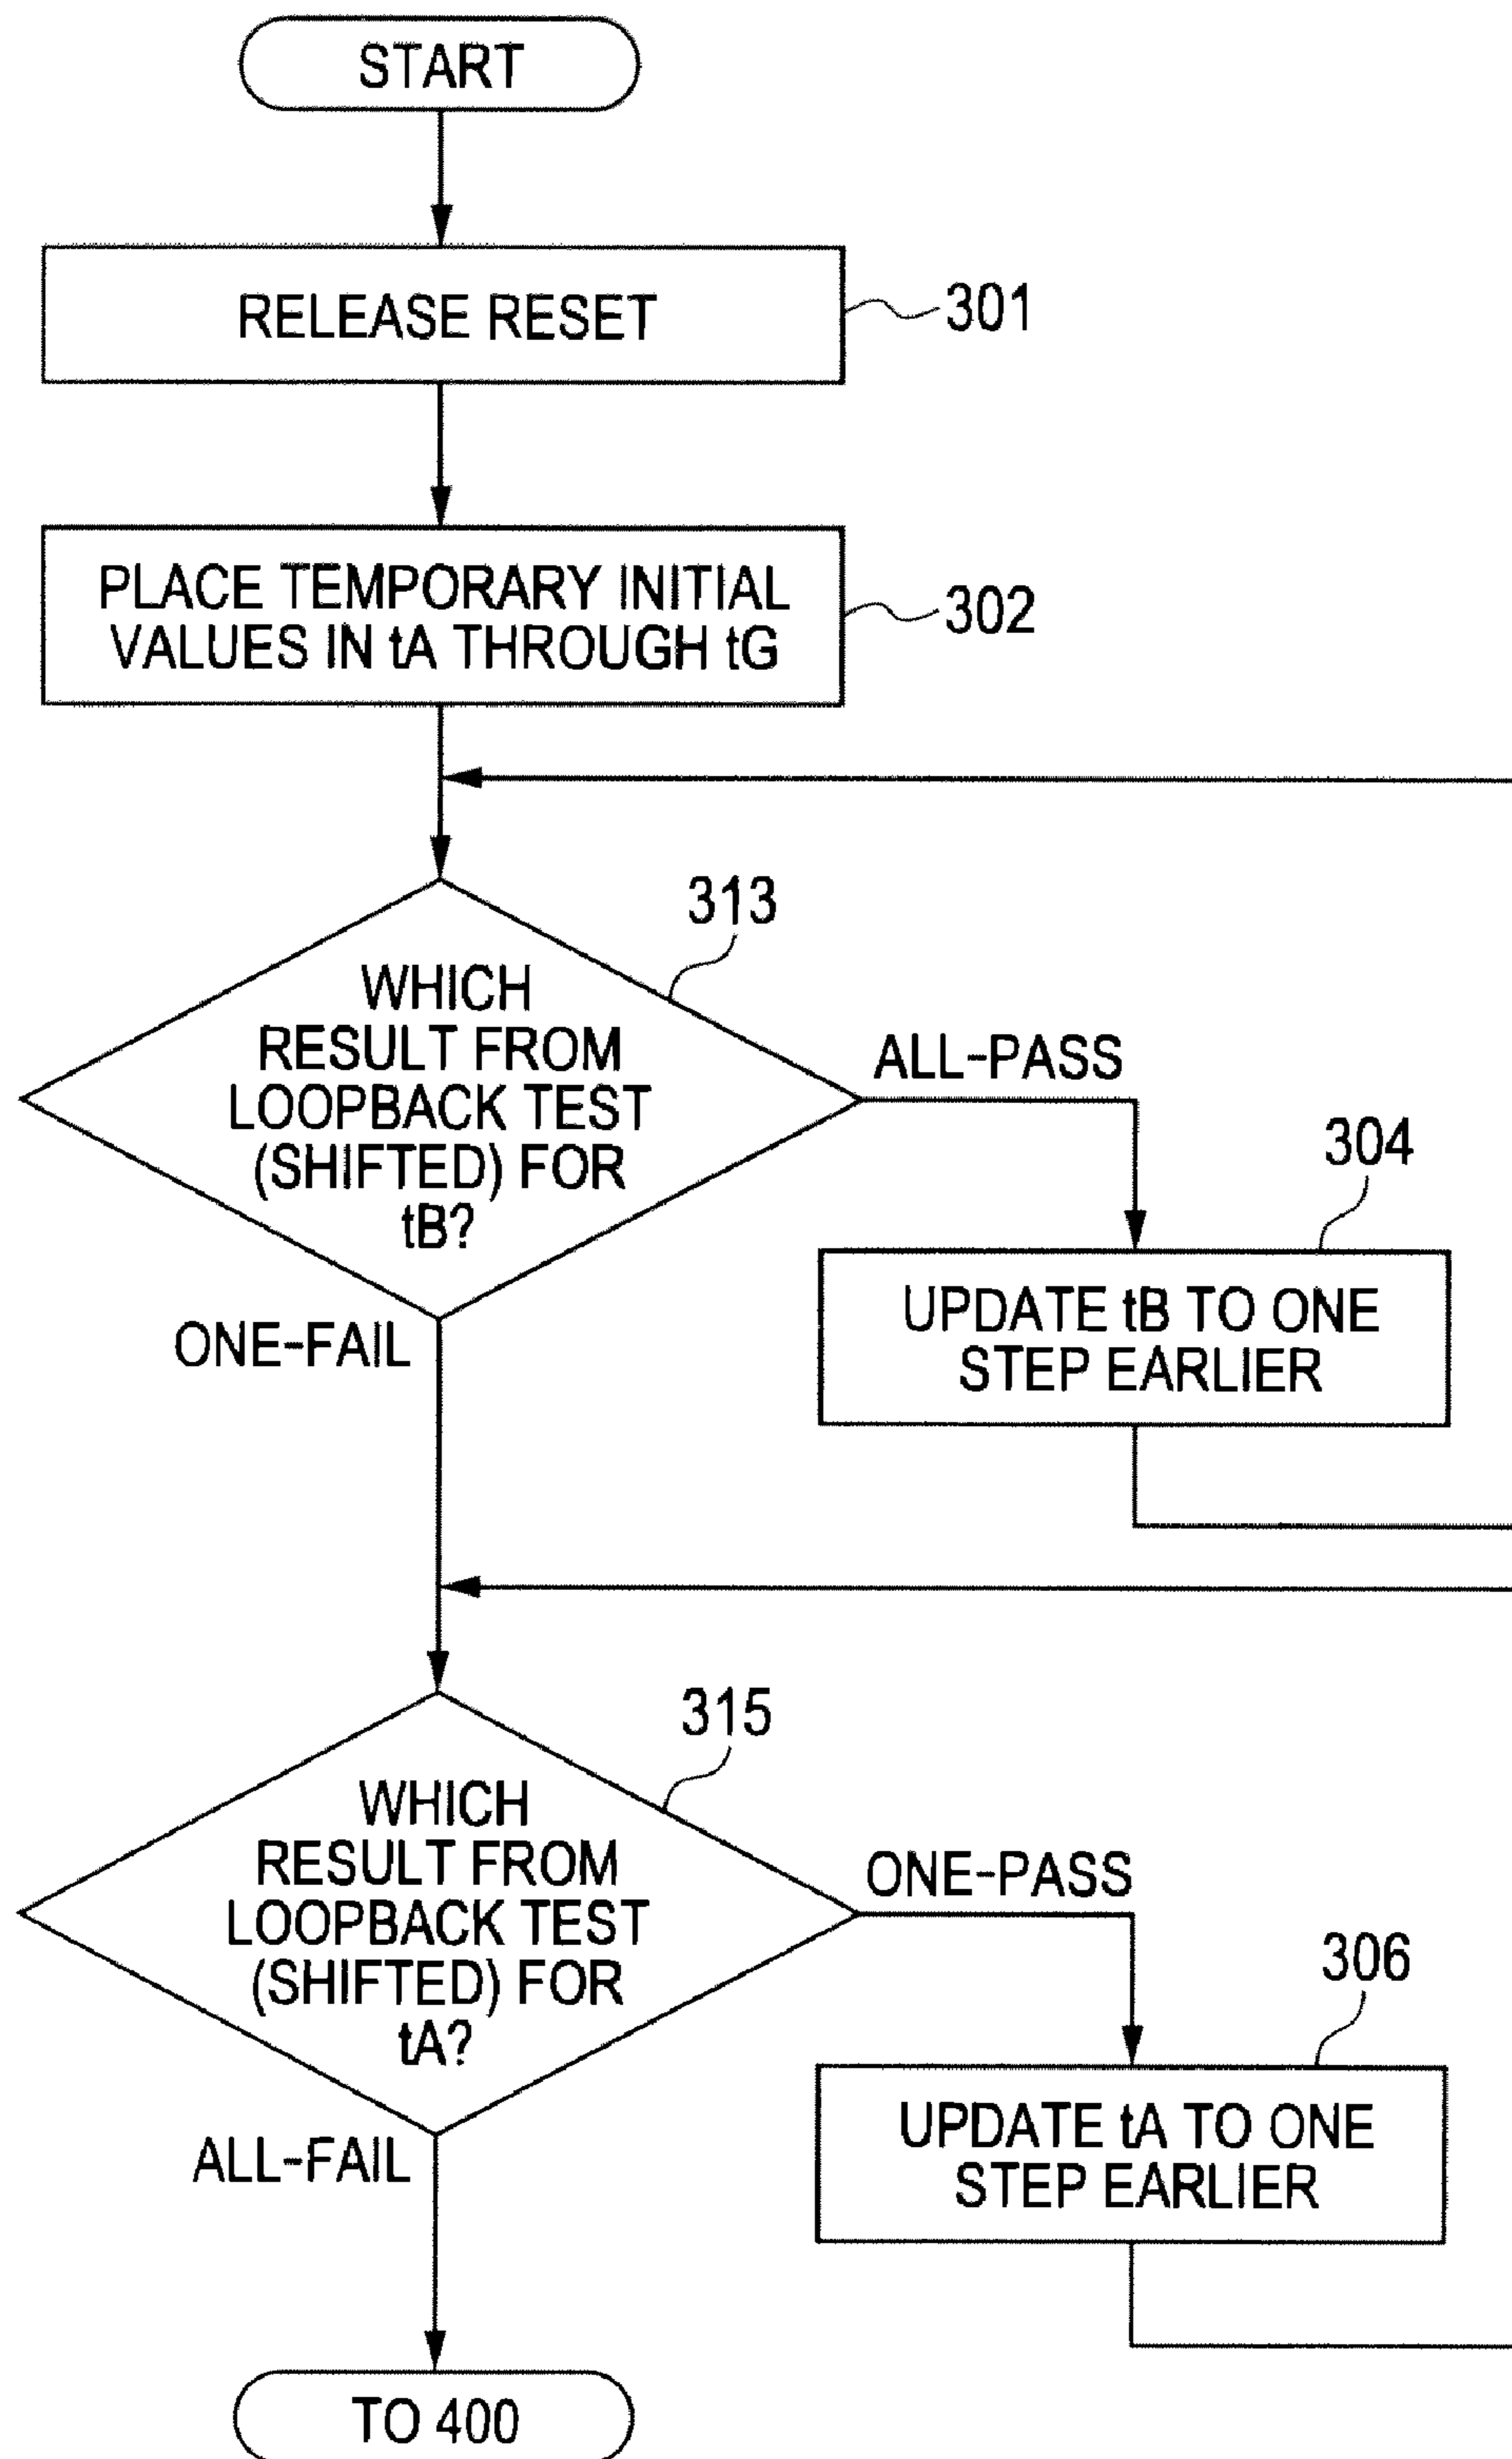 START
RELEASE RESET
301
PLACE TEMPORARY INITIAL
VALUES IN tA THROUGH tG
302
313
WHICH
RESULT FROM
LOOPBACK TEST
(SHIFTED) FOR
tB?
ALL-PASS
304
UPDATE tB TO ONE
STEP EARLIER
ONE-FAIL
315
WHICH
RESULT FROM
LOOPBACK TEST
(SHIFTED) FOR
tA?
ONE-PASS
306
UPDATE tA TO ONE
STEP EARLIER
ALL-FAIL
TO 400